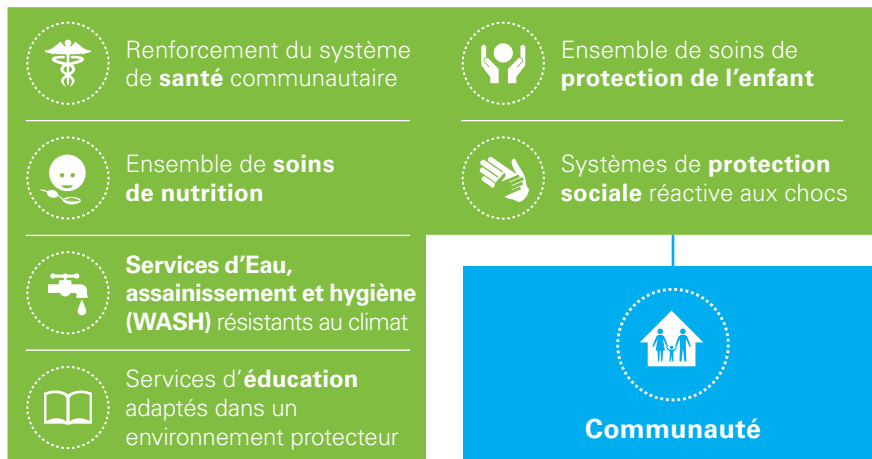 Renforcement du système
de santé communautaire
Ensemble de soins
de nutrition
Services d'Eau,
assainissement et hygiène
(WASH) résistants au climat
Services d'éducation
adaptés dans un
environnement protecteur
Ensemble de soins de
protection de l'enfant
Systèmes de protection
sociale réactive aux chocs
Communauté